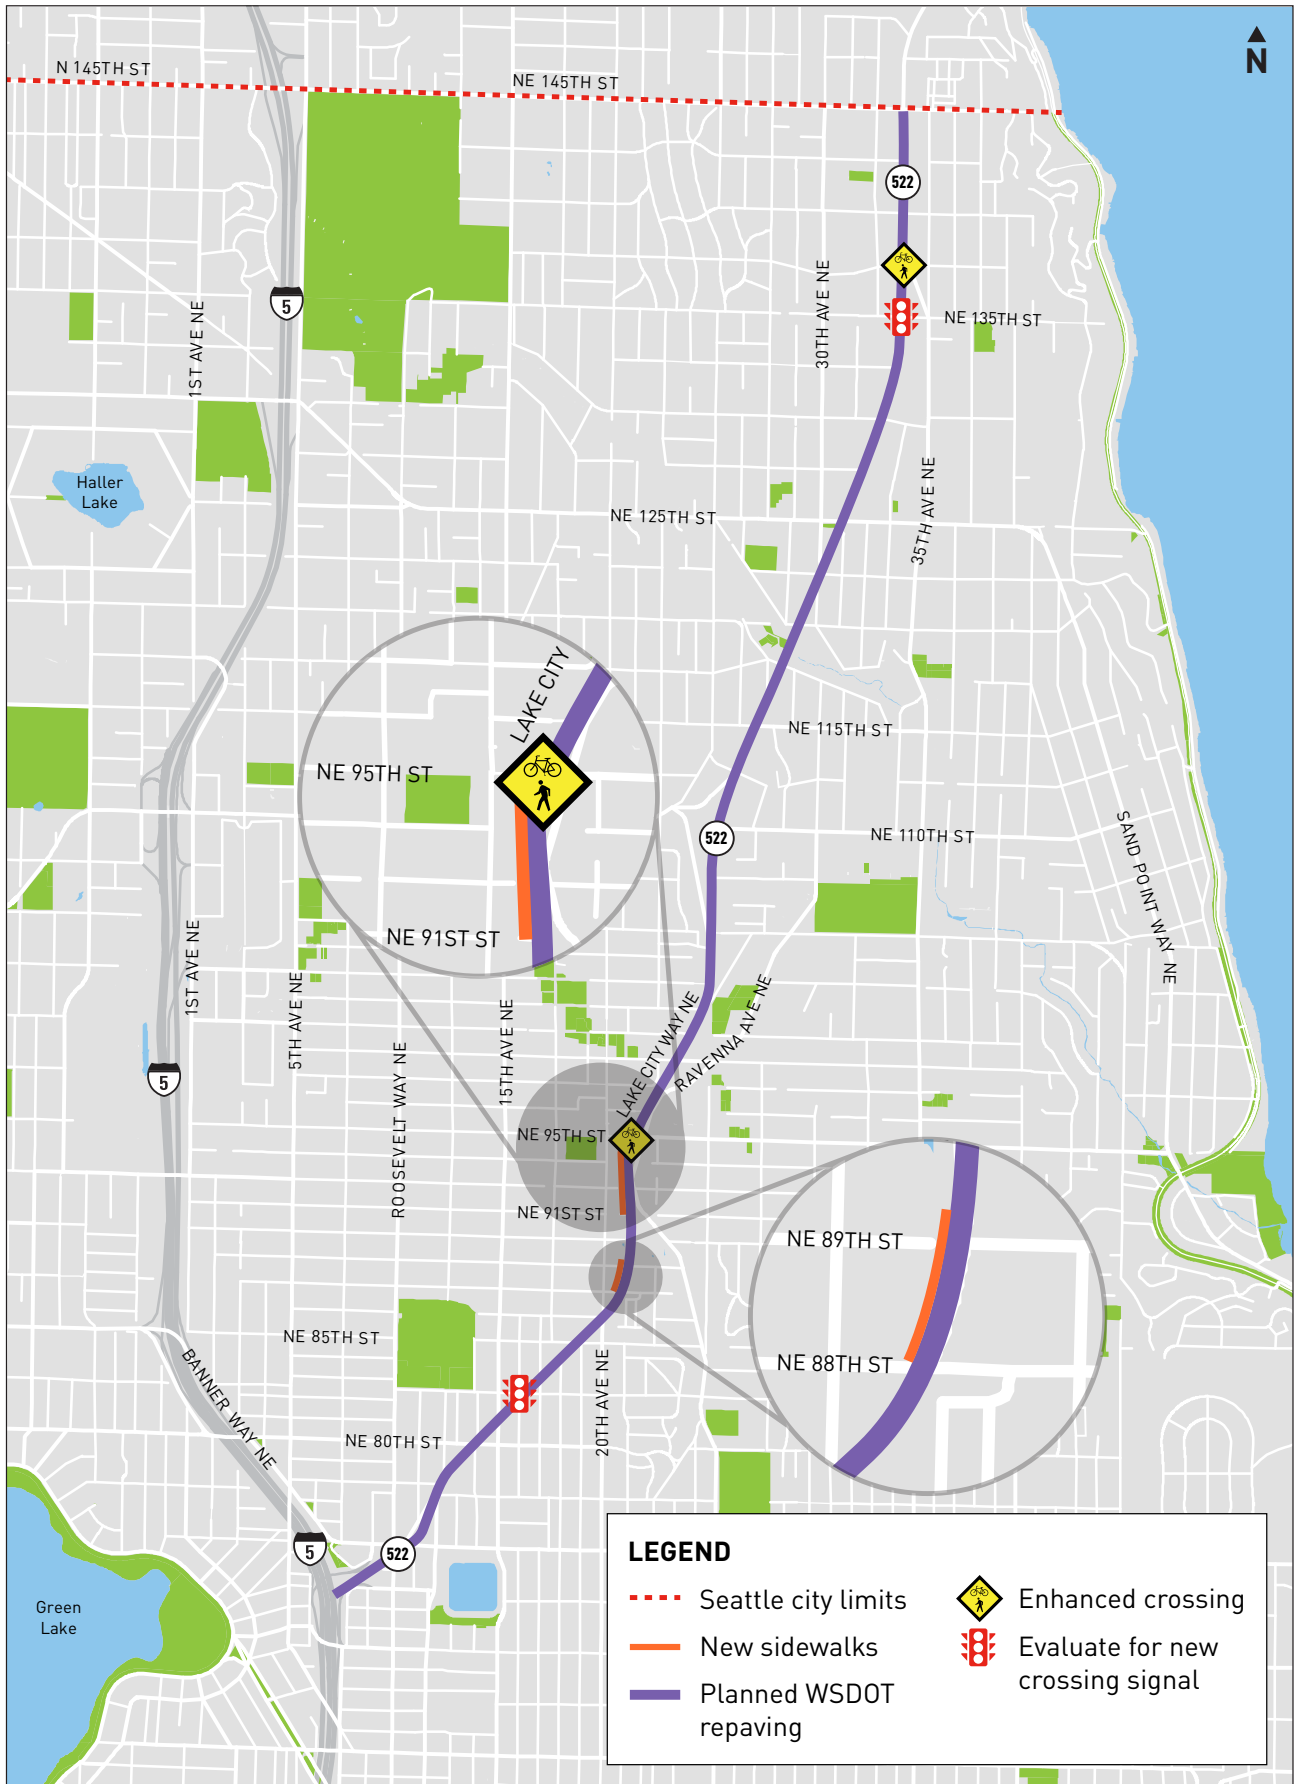 N
N 145TH ST
NE 145TH ST
522
30TH AVE NE
NE 135TH ST
5
1ST AVE NE
35TH AVE NE
Haller
Lake
NE 125TH ST
LAKE CITY
NE 95TH ST
NE 91ST ST
NE 115TH ST
522
NE 110TH ST
SAND POINT WAY NE
1ST AVE NE
5TH AVE NE
15TH AVE NE
ROOSEVELT WAY NE
LAKE CITY WAY NE
RAVENNA AVE NE
5
NE 95TH ST
NE 91ST ST
NE 89TH ST
NE 88TH ST
NE 85TH ST
BANNER WAY NE
20TH AVE NE
NE 80TH ST
5
522
Green
Lake
LEGEND
Seattle city limits
New sidewalks
Planned WSDOT
repaving
Enhanced crossing
Evaluate for new
crossing signal